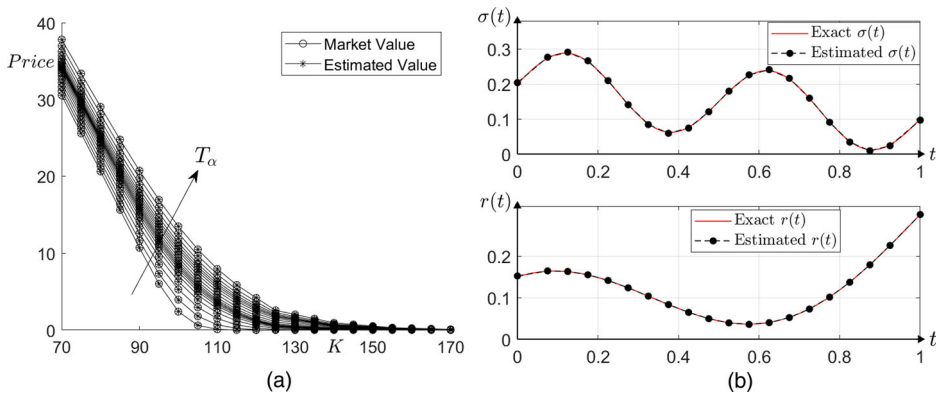 40
Price
30
20
10
0
70
90
110
130
K
150
170
Market Value
Estimated Value
Tα
(a)
σ(t)
0.3
0.2
0.1
0
0
0.2
0.4
0.6
0.8
1
t
Exact σ(t)
Estimated σ(t)
r(t)
0.2
0.1
0
0
0.2
0.4
0.6
0.8
1
t
Exact r(t)
Estimated r(t)
(b)